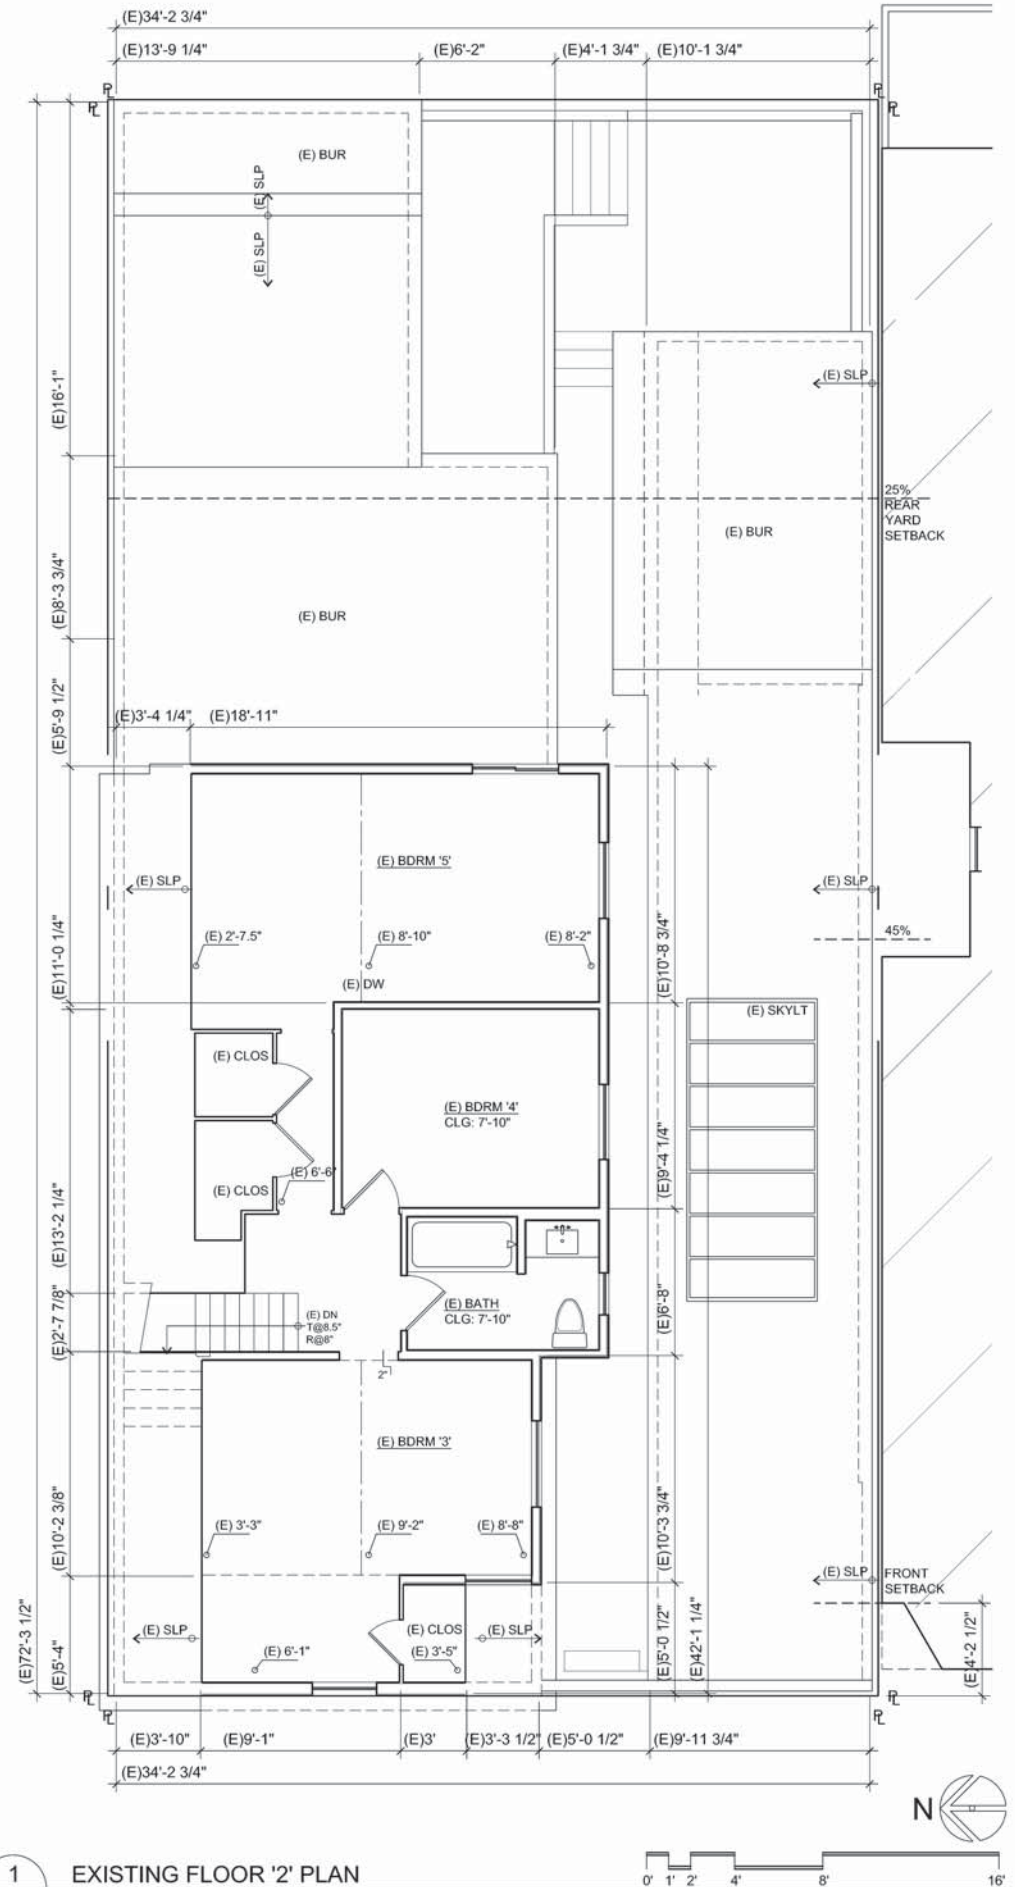 (E)34'-2 3/4"
(E)13'-9 1/4"
(E)6'-2"
(E)4'-1 3/4"
(E)10'-1 3/4"
PL
PL
PL
PL
(E) BUR
(E) SLP
(E) SLP
(E)16'-1"
(E) SLP
25%
REAR
YARD
SETBACK
(E) BUR
(E)8'-3 3/4"
(E) BUR
(E)5'-9 1/2"
(E)3'-4 1/4"
(E)18'-11"
(E) BDRM '5'
(E) SLP
(E) SLP
(E) 2'-7.5"
(E) 8'-10"
(E) 8'-2"
45%
(E)11'-0 1/4"
(E)10'-8 3/4"
(E) DW
(E) SKYLT
(E) CLOS
(E) BDRM '4'
CLG: 7'-10"
(E)9'-4 1/4"
(E) 6'-6"
(E) CLOS
(E)13'-2 1/4"
(E) BATH
CLG: 7'-10"
(E)6'-8"
(E) DN
T@8.5"
R@8"
(E)2'-7 7/8"
2"
(E) BDRM '3'
(E)10'-2 3/8"
(E)10'-3 3/4"
(E) 3'-3"
(E) 9'-2"
(E) 8'-8"
(E) SLP
FRONT
SETBACK
(E)72'-3 1/2"
(E)5'-4"
(E) SLP
(E) CLOS
(E) SLP
(E) 6'-1"
(E) 3'-5"
(E)5'-0 1/2"
(E)42'-1 1/4"
(E)4'-2 1/2"
PL
PL
PL
PL
(E)3'-10"
(E)9'-1"
(E)3'
(E)3'-3 1/2"
(E)5'-0 1/2"
(E)9'-11 3/4"
(E)34'-2 3/4"
N
1
EXISTING FLOOR '2' PLAN
0' 1' 2' 4' 8' 16'